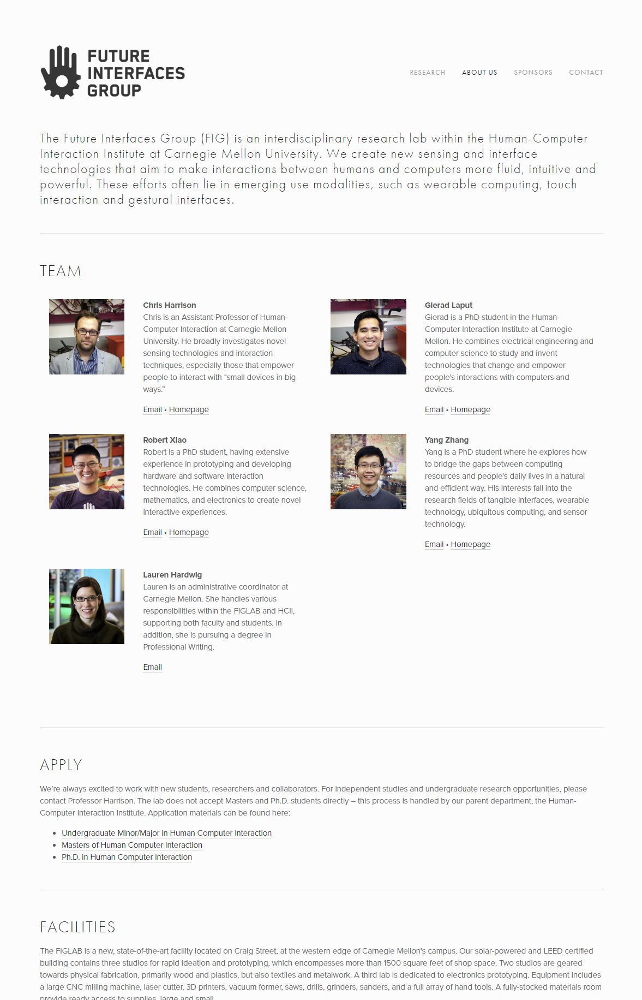 FUTURE
INTERFACES
GROUP
RESEARCH ABOUT US SPONSORS CONTACT
The Future Interfaces Group (FIG) is an interdisciplinary research lab within the Human-Computer
Interaction Institute at Carnegie Mellon University. We create new sensing and interface
technologies that aim to make interactions between humans and computers more fluid, intuitive and
powerful. These efforts often lie in emerging use modalities, such as wearable computing, touch
interaction and gestural interfaces.
TEAM
Chris Harrison
Chris is an Assistant Professor of Human-
Computer Interaction at Carnegie Mellon
University. He broadly investigates novel
sensing technologies and interaction
techniques, especially those that empower
people to interact with “small devices in big
ways.”
Email • Homepage
Gierad Laput
Gierad is a PhD student in the Human-
Computer Interaction Institute at Carnegie
Mellon. He combines electrical engineering and
computer science to study and invent
technologies that change and empower
people's interactions with computers and
devices.
Email • Homepage
Robert Xiao
Robert is a PhD student, having extensive
experience in prototyping and developing
hardware and software interaction
technologies. He combines computer science,
mathematics, and electronics to create novel
interactive experiences.
Email • Homepage
Yang Zhang
Yang is a PhD student where he explores how
to bridge the gaps between computing
resources and people's daily lives in a natural
and efficient way. His interests fall into the
research fields of tangible interfaces, wearable
technology, ubiquitous computing, and sensor
technology.
Email • Homepage
Lauren Hardwig
Lauren is an administrative coordinator at
Carnegie Mellon. She handles various
responsibilities within the FIGLAB and HCII,
supporting both faculty and students. In
addition, she is pursuing a degree in
Professional Writing.
Email
APPLY
We’re always excited to work with new students, researchers and collaborators. For independent studies and undergraduate research opportunities, please
contact Professor Harrison. The lab does not accept Masters and Ph.D. students directly – this process is handled by our parent department, the Human-
Computer Interaction Institute. Application materials can be found here:
• Undergraduate Minor/Major in Human Computer Interaction
• Masters of Human Computer Interaction
• Ph.D. in Human Computer Interaction
FACILITIES
The FIGLAB is a new, state-of-the-art facility located on Craig Street, at the western edge of Carnegie Mellon’s campus. Our solar-powered and LEED certified
building contains three studios for rapid ideation and prototyping, which encompasses more than 1500 square feet of shop space. Two studios are geared
towards physical fabrication, primarily wood and plastics, but also textiles and metalwork. A third lab is dedicated to electronics prototyping. Equipment includes
a large CNC milling machine, laser cutter, 3D printers, vacuum former, saws, drills, grinders, sanders, and a full array of hand tools. A fully-stocked materials room
provide ready access to supplies, large and small.